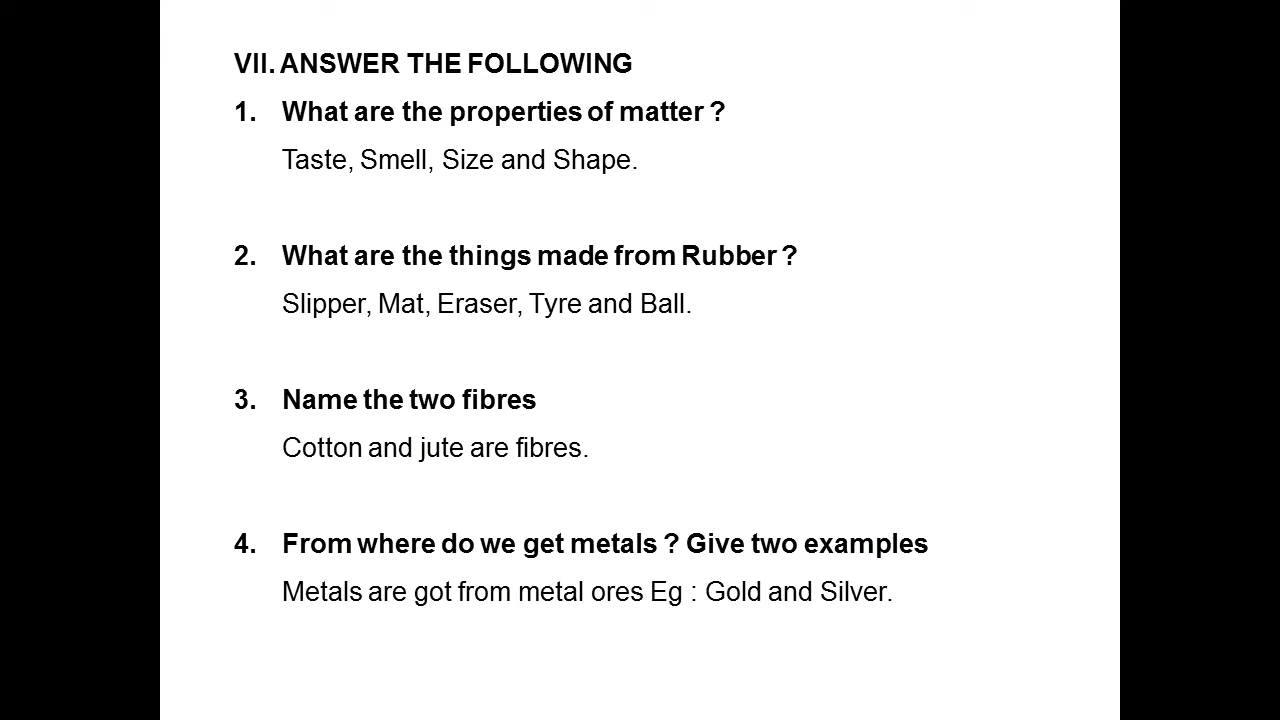 VII. ANSWER THE FOLLOWING
1. What are the properties of matter ?
Taste, Smell, Size and Shape.
2. What are the things made from Rubber ?
Slipper, Mat, Eraser, Tyre and Ball.
3. Name the two fibres
Cotton and jute are fibres.
4. From where do we get metals ? Give two examples
Metals are got from metal ores Eg : Gold and Silver.